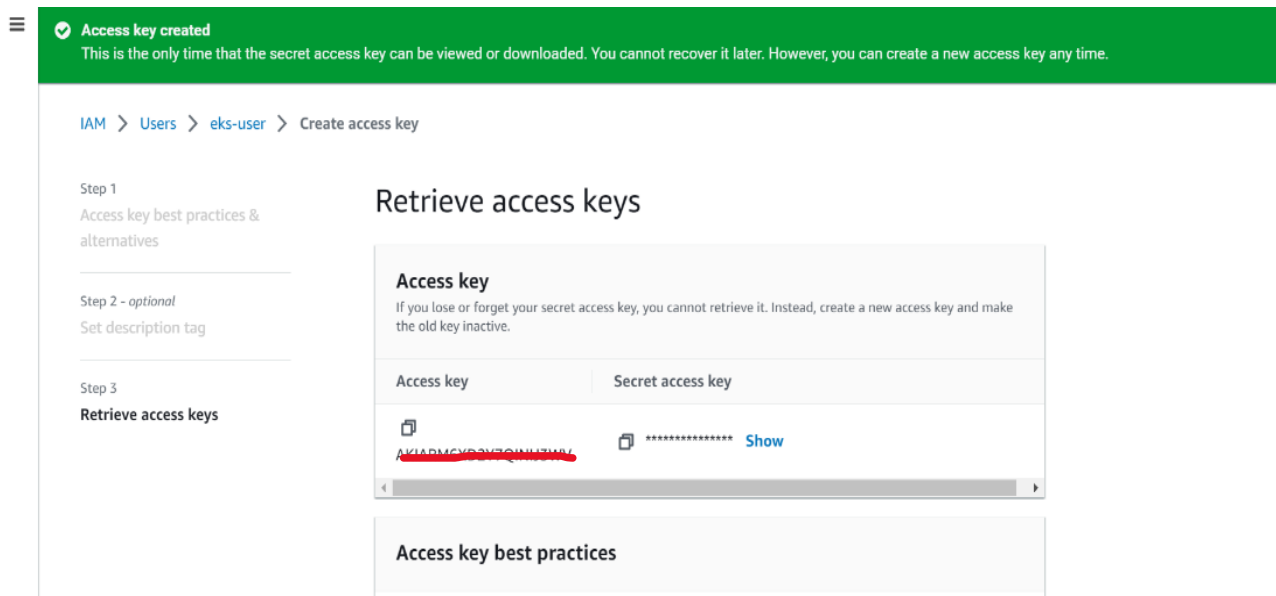 Access key created
This is the only time that the secret access key can be viewed or downloaded. You cannot recover it later. However, you can create a new access key any time.
IAM > Users > eks-user > Create access key
Step 1
Access key best practices &
alternatives
Step 2 - optional
Set description tag
Step 3
Retrieve access keys
Retrieve access keys
Access key
If you lose or forget your secret access key, you cannot retrieve it. Instead, create a new access key and make
the old key inactive.
Access key Secret access key
*************** Show
Access key best practices